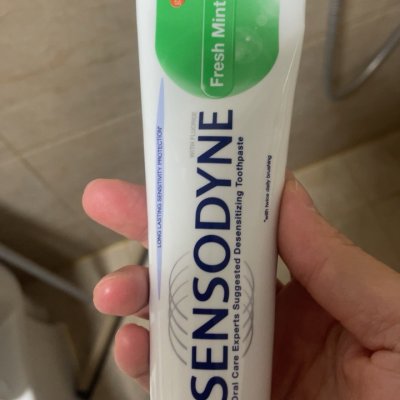 Fresh Mint
LONG LASTING SENSITIVITY PROTECTION*
WITH FLUORIDE
SENSODYNE
Oral Care Experts Suggested Desensitizing Toothpaste
*with twice daily brushing